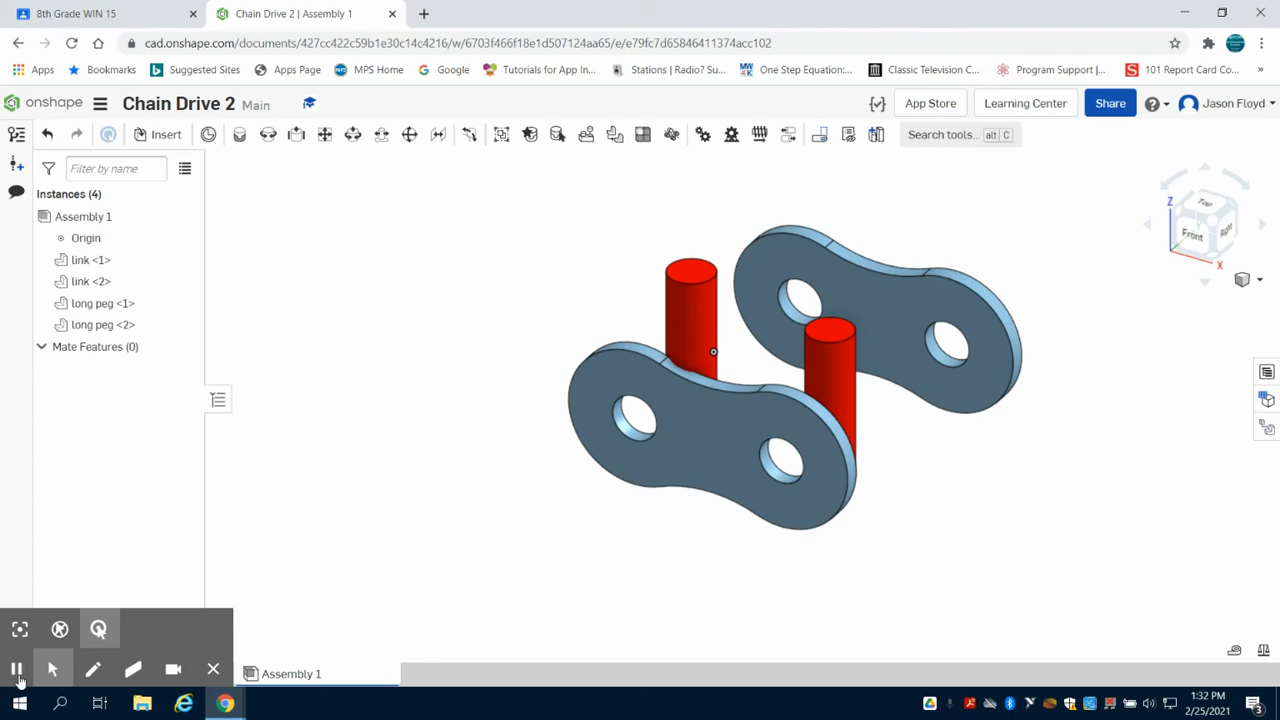 8th Grade WIN 15
Chain Drive 2 | Assembly 1
cad.onshape.com/documents/427cc422c59b1e30c14c4216/w/6703f466f18e1d507124aa65/e/e79fc7d65846411374acc102
Apps
Bookmarks
Suggested Sites
Apps Page
MPS Home
Google
Tutorials for App In...
Stations | Radio? Su...
One Step Equation:...
Classic Television C...
Program Support |...
101 Report Card Co...
onshape
Chain Drive 2 Main
App Store
Learning Center
Share
Jason Floyd
Insert
Search tools... alt C
Filter by name
Instances (4)
Assembly 1
Origin
link <1>
link <2>
long peg <1>
long peg <2>
Mate Features (0)
Top
Front
Right
Z
Y
X
Assembly 1
1:32 PM
2/25/2021
3